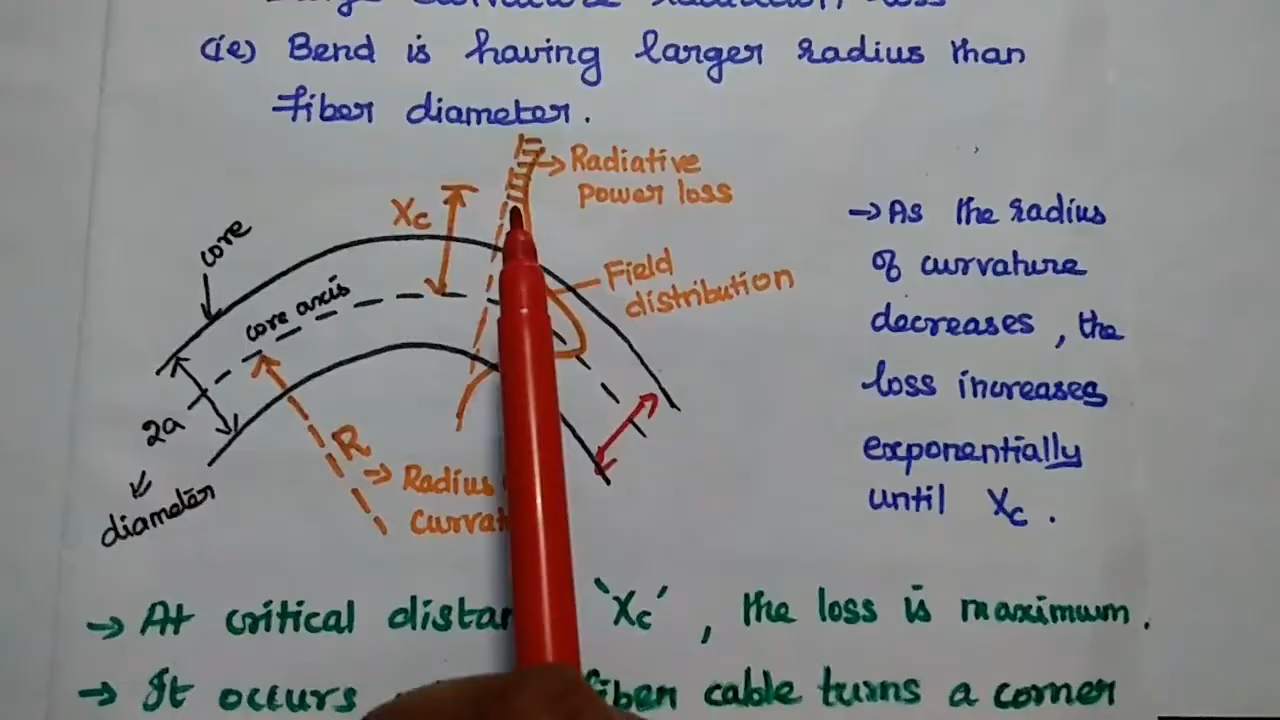 (ie) Bend is having larger radius than
fiber diameter.
Radiative
power loss
Xc
core
core axis
Field
distribution
2a
diameter
R
Radius
→ As the radius
of curvature
decreases, the
loss increases
exponentially
until Xc.
→ At critical 'Xc', the loss is maximum.
→ It occurs fiber cable turns a corner